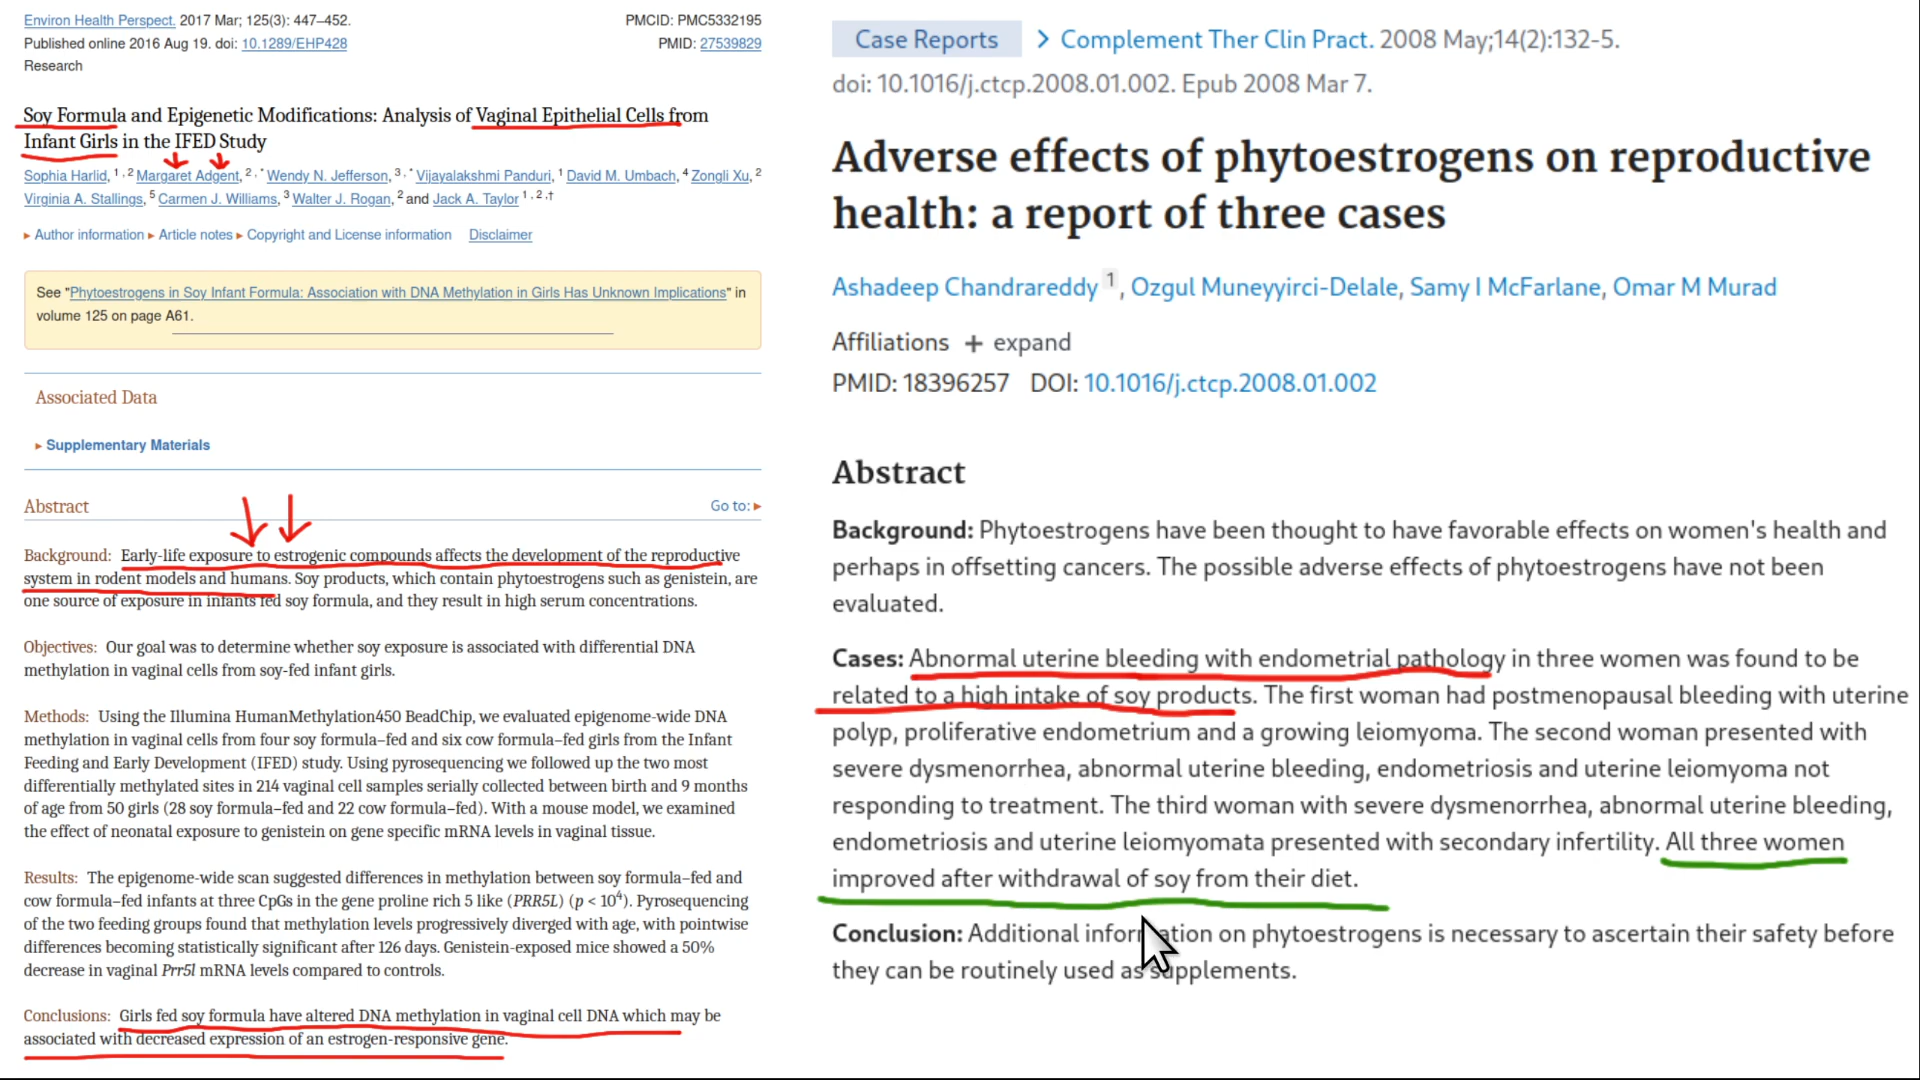 Environ Health Perspect. 2017 Mar; 125(3): 447–452.
Published online 2016 Aug 19. doi: 10.1289/EHP428
Research
PMCID: PMC5332195
PMID: 27539829
Soy Formula and Epigenetic Modifications: Analysis of Vaginal Epithelial Cells from
Infant Girls in the IFED Study
Sophia Harlid, 1, 2 Margaret Adgent, 2, * Wendy N. Jefferson, 3, * Vijayalakshmi Panduri, 1 David M. Umbach, 4 Zongli Xu, 2
Virginia A. Stallings, 5 Carmen J. Williams, 3 Walter J. Rogan, 2 and Jack A. Taylor 1, 2, †
▸ Author information ▸ Article notes ▸ Copyright and License information Disclaimer
See "Phytoestrogens in Soy Infant Formula: Association with DNA Methylation in Girls Has Unknown Implications" in
volume 125 on page A61.
Associated Data
▸ Supplementary Materials
Abstract
Go to: ▸
Background: Early-life exposure to estrogenic compounds affects the development of the reproductive
system in rodent models and humans. Soy products, which contain phytoestrogens such as genistein, are
one source of exposure in infants fed soy formula, and they result in high serum concentrations.
Objectives: Our goal was to determine whether soy exposure is associated with differential DNA
methylation in vaginal cells from soy-fed infant girls.
Methods: Using the Illumina HumanMethylation450 BeadChip, we evaluated epigenome-wide DNA
methylation in vaginal cells from four soy formula–fed and six cow formula–fed girls from the Infant
Feeding and Early Development (IFED) study. Using pyrosequencing we followed up the two most
differentially methylated sites in 214 vaginal cell samples serially collected between birth and 9 months
of age from 50 girls (28 soy formula–fed and 22 cow formula–fed). With a mouse model, we examined
the effect of neonatal exposure to genistein on gene specific mRNA levels in vaginal tissue.
Results: The epigenome-wide scan suggested differences in methylation between soy formula–fed and
cow formula–fed infants at three CpGs in the gene proline rich 5 like (PRR5L) (p < 10⁴). Pyrosequencing
of the two feeding groups found that methylation levels progressively diverged with age, with pointwise
differences becoming statistically significant after 126 days. Genistein-exposed mice showed a 50%
decrease in vaginal Prr5l mRNA levels compared to controls.
Conclusions: Girls fed soy formula have altered DNA methylation in vaginal cell DNA which may be
associated with decreased expression of an estrogen-responsive gene.
Case Reports > Complement Ther Clin Pract. 2008 May;14(2):132-5.
doi: 10.1016/j.ctcp.2008.01.002. Epub 2008 Mar 7.
Adverse effects of phytoestrogens on reproductive
health: a report of three cases
Ashadeep Chandrareddy 1, Ozgul Muneyyirci-Delale, Samy I McFarlane, Omar M Murad
Affiliations + expand
PMID: 18396257 DOI: 10.1016/j.ctcp.2008.01.002
Abstract
Background: Phytoestrogens have been thought to have favorable effects on women's health and
perhaps in offsetting cancers. The possible adverse effects of phytoestrogens have not been
evaluated.
Cases: Abnormal uterine bleeding with endometrial pathology in three women was found to be
related to a high intake of soy products. The first woman had postmenopausal bleeding with uterine
polyp, proliferative endometrium and a growing leiomyoma. The second woman presented with
severe dysmenorrhea, abnormal uterine bleeding, endometriosis and uterine leiomyoma not
responding to treatment. The third woman with severe dysmenorrhea, abnormal uterine bleeding,
endometriosis and uterine leiomyomata presented with secondary infertility. All three women
improved after withdrawal of soy from their diet.
Conclusion: Additional information on phytoestrogens is necessary to ascertain their safety before
they can be routinely used as supplements.